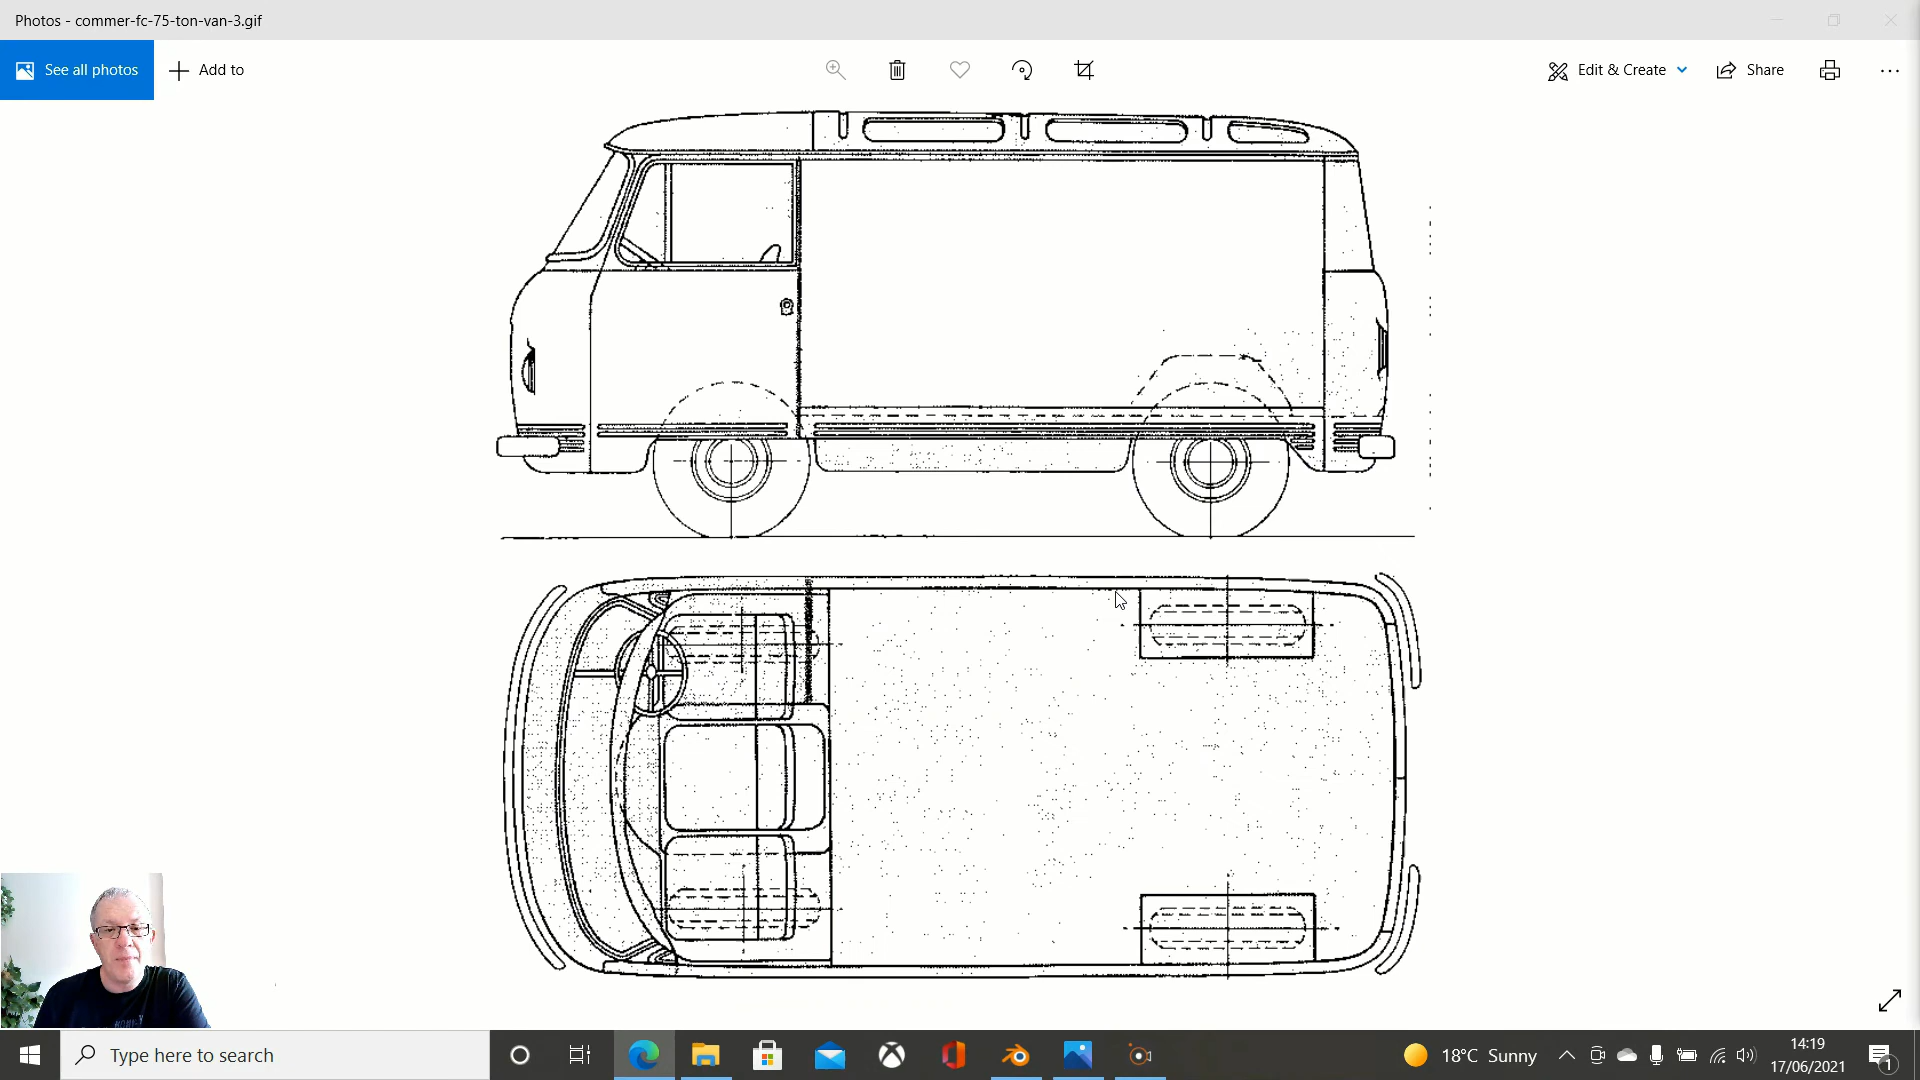 Photos - commer-fc-75-ton-van-3.gif
See all photos
Add to
Edit & Create
Share
Type here to search
18°C Sunny
14:19
17/06/2021
1